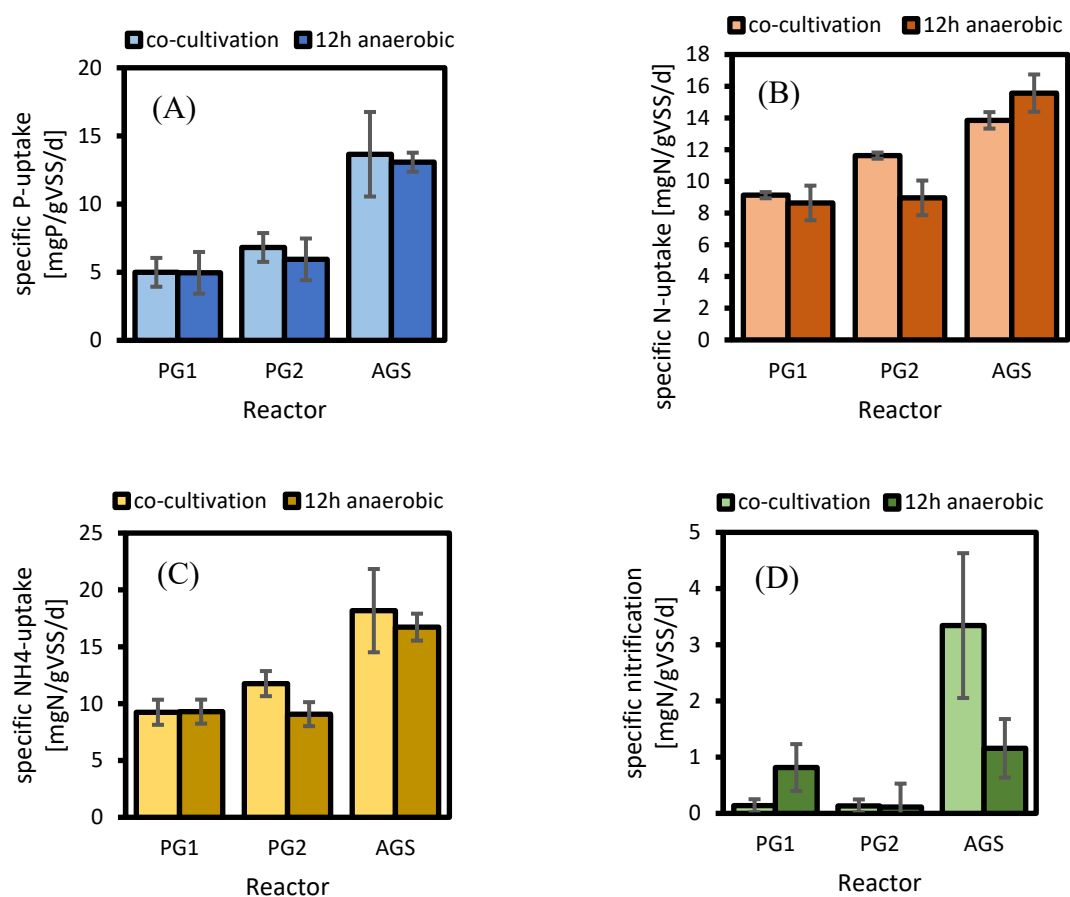 co-cultivation 12h anaerobic
(A)
specific P-uptake
[mgP/gVSS/d]
20
15
10
5
0
PG1 PG2 AGS
Reactor
co-cultivation 12h anaerobic
(B)
specific N-uptake [mgN/gVSS/d]
18
16
14
12
10
8
6
4
2
0
PG1 PG2 AGS
Reactor
co-cultivation 12h anaerobic
(C)
specific NH4-uptake
[mgN/gVSS/d]
25
20
15
10
5
0
PG1 PG2 AGS
Reactor
co-cultivation 12h anaerobic
(D)
specific nitrification
[mgN/gVSS/d]
5
4
3
2
1
0
PG1 PG2 AGS
Reactor